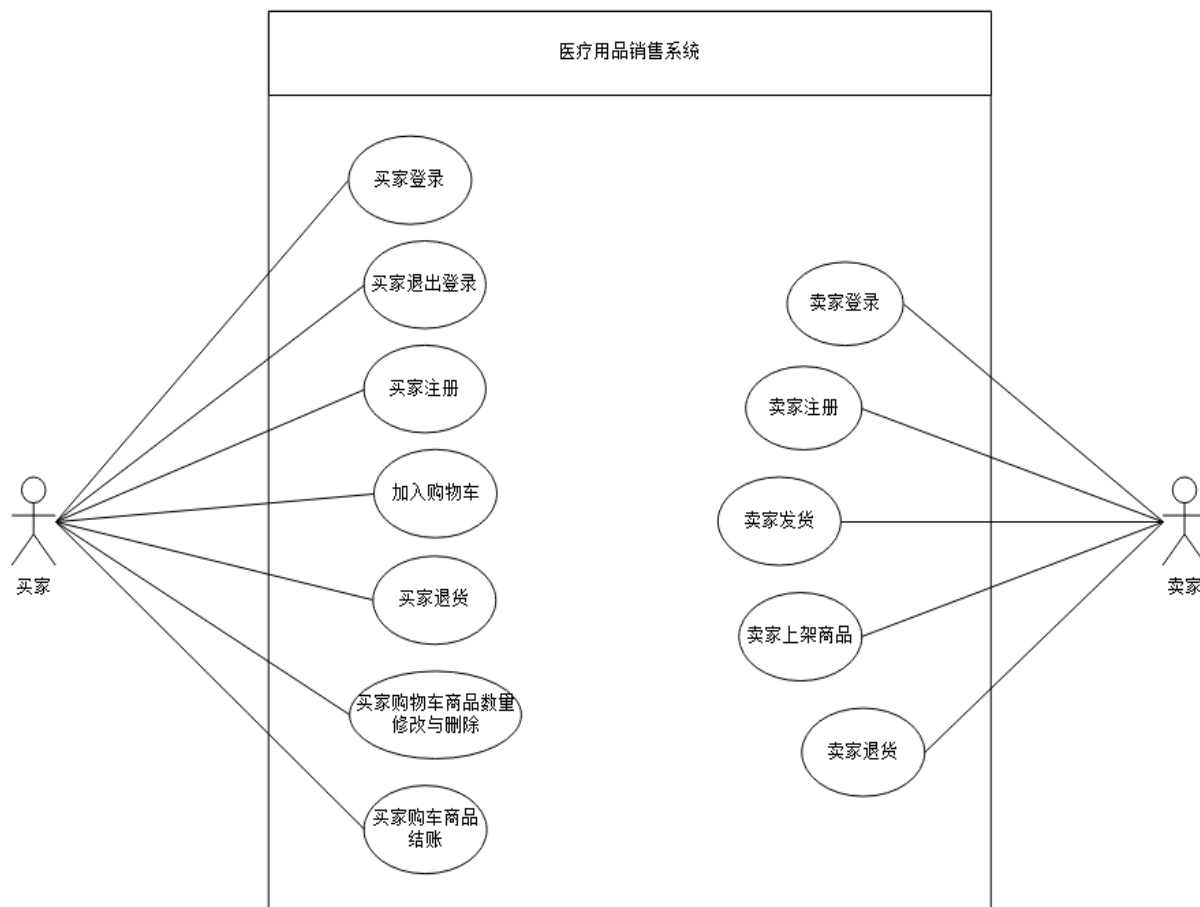 医疗用品销售系统
买家登录
买家退出登录
卖家登录
买家注册
卖家注册
加入购物车
卖家发货
买家
卖家
买家退货
卖家上架商品
买家购物车商品数量
修改与删除
卖家退货
买家购车商品
结账